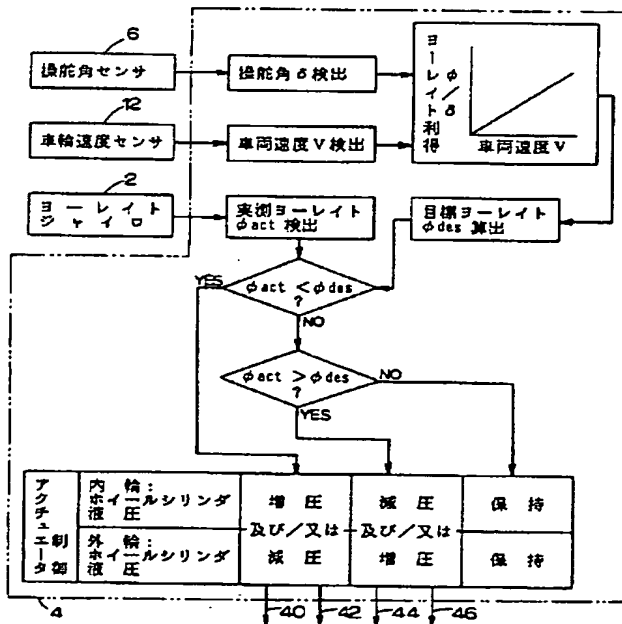 6
操舵角センサ
操舵角δ検出
12
車輪速度センサ
車両速度V検出
ヨーレイト利得
φ/δ
車両速度V
2
ヨーレイト
ジャイロ
実測ヨーレイト
φact 検出
目標ヨーレイト
φdes 算出
φact < φdes
?
YES
NO
φact > φdes
?
NO
YES
アクチュエータ制御
内輪:
ホイールシリンダ
液圧
増圧
減圧
保持
及び/又は
及び/又は
外輪:
ホイールシリンダ
液圧
減圧
増圧
保持
4
40
42
44
46